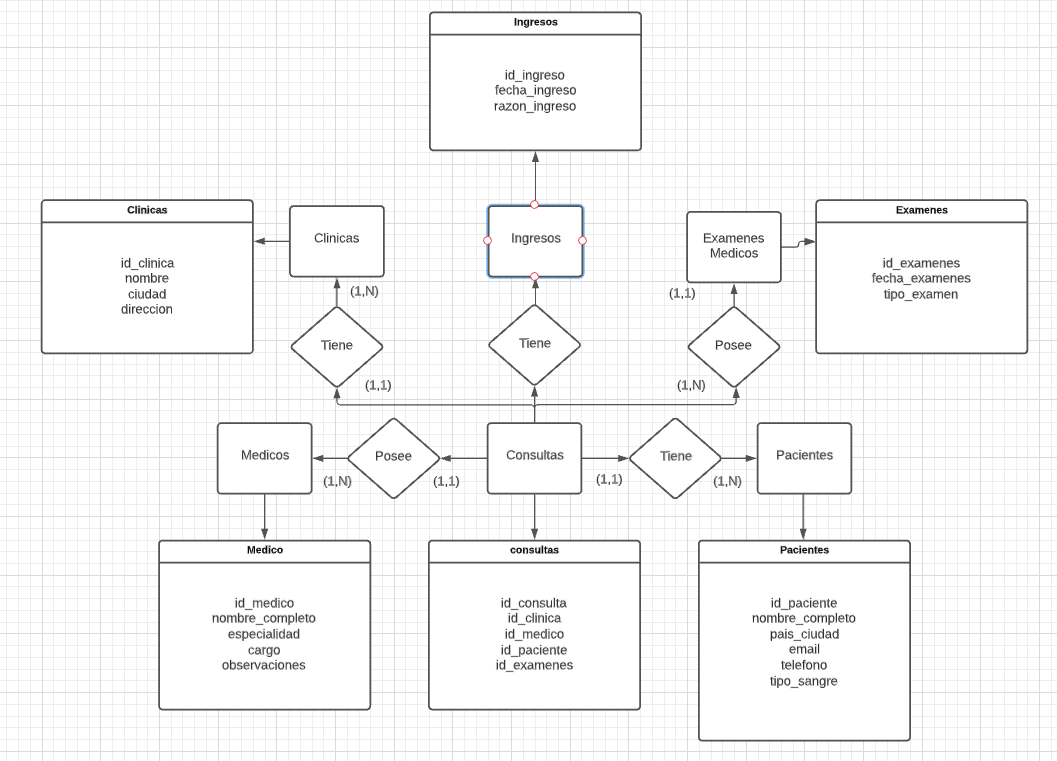 Ingresos
id_ingreso
fecha_ingreso
razon_ingreso
Clinicas
id_clinica
nombre
ciudad
direccion
Clinicas
Ingresos
Examenes
Medicos
Examenes
id_examenes
fecha_examenes
tipo_examen
(1,N)
(1,1)
Tiene
Tiene
Posee
(1,1)
(1,N)
Medicos
Posee
Consultas
Tiene
Pacientes
(1,N)
(1,1)
(1,1)
(1,N)
Medico
id_medico
nombre_completo
especialidad
cargo
observaciones
consultas
id_consulta
id_clinica
id_medico
id_paciente
id_examenes
Pacientes
id_paciente
nombre_completo
pais_ciudad
email
telefono
tipo_sangre